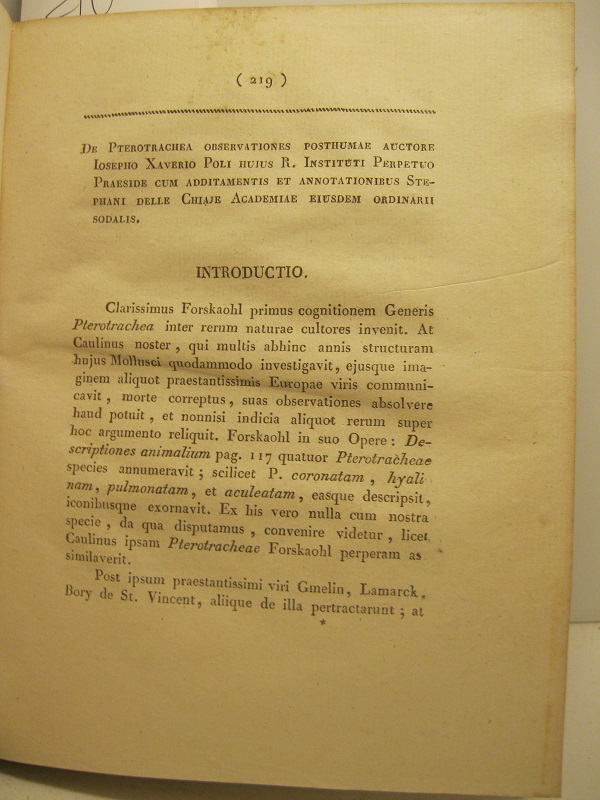 ( 219 )
De Pterotrachea observationes posthumae auctore
Iosepho Xaverio Poli huius R. Instituti Perpetuo
Praeside cum additamentis et annotationibus Ste-
phani delle Chiaje Academiae eiusdem ordinarii
sodalis.
INTRODUCTIO.
Clarissimus Forskaohl primus cognitionem Generis
Pterotrachea inter rerum naturae cultores invenit. At
Caulinus noster, qui multis abhinc annis structuram
hujus Mollusci quodammodo investigavit, ejusque ima-
ginem aliquot praestantissimis Europae viris communi-
cavit, morte correptus, suas observationes absolvere
haud potuit, et nonnisi indicia aliquot rerum super
hoc argumento reliquit. Forskaohl in suo Opere: De-
scriptiones animalium pag. 117 quatuor Pterotracheae
species annumeravit; scilicet P. coronatam, hyali
nam, pulmonatam, et aculeatam, easque descripsit,
iconibusque exornavit. Ex his vero nulla cum nostra
specie, da qua disputamus, convenire videtur, licet
Caulinus ipsam Pterotracheae Forskaohl perperam as
similaverit.
Post ipsum praestantissimi viri Gmelin, Lamarck,
Bory de St. Vincent, aliique de illa pertractarunt; at
*